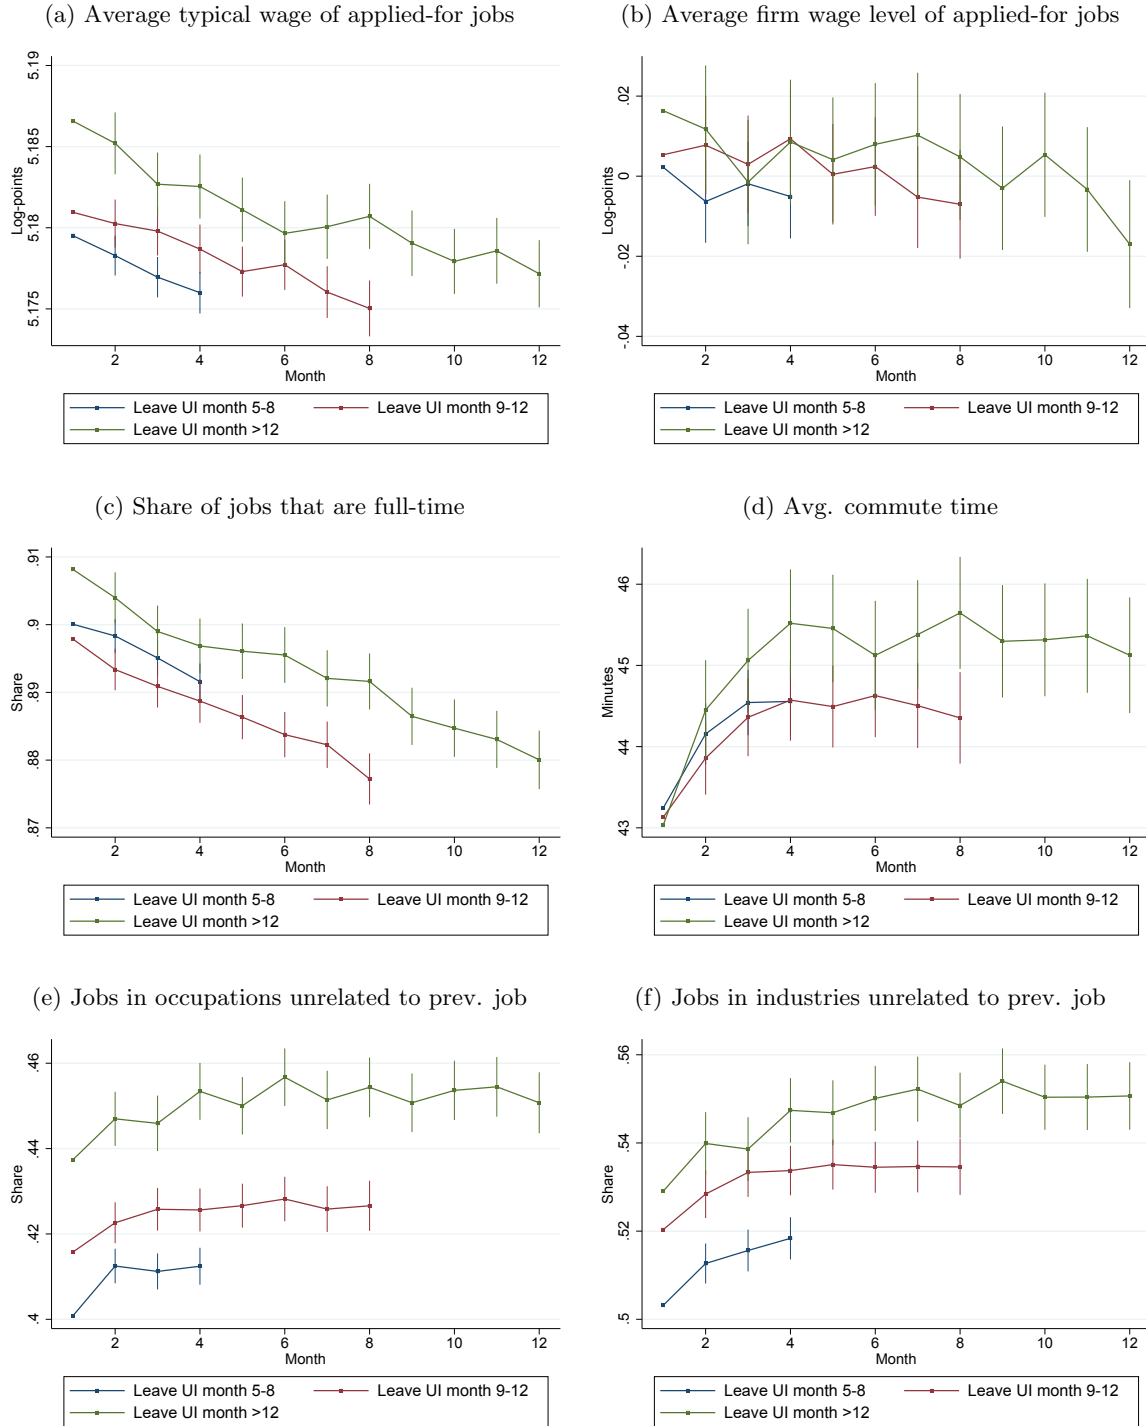 (a) Average typical wage of applied-for jobs
5.19
5.185
5.18
5.175
Log-points
2 4 6 8 10 12
Month
Leave UI month 5-8 Leave UI month 9-12
Leave UI month >12
(b) Average firm wage level of applied-for jobs
.02
0
-.02
-.04
Log-points
2 4 6 8 10 12
Month
Leave UI month 5-8 Leave UI month 9-12
Leave UI month >12
(c) Share of jobs that are full-time
.91
.9
.89
.88
.87
Share
2 4 6 8 10 12
Month
Leave UI month 5-8 Leave UI month 9-12
Leave UI month >12
(d) Avg. commute time
46
45
44
43
Minutes
2 4 6 8 10 12
Month
Leave UI month 5-8 Leave UI month 9-12
Leave UI month >12
(e) Jobs in occupations unrelated to prev. job
.46
.44
.42
.4
Share
2 4 6 8 10 12
Month
Leave UI month 5-8 Leave UI month 9-12
Leave UI month >12
(f) Jobs in industries unrelated to prev. job
.56
.54
.52
.5
Share
2 4 6 8 10 12
Month
Leave UI month 5-8 Leave UI month 9-12
Leave UI month >12